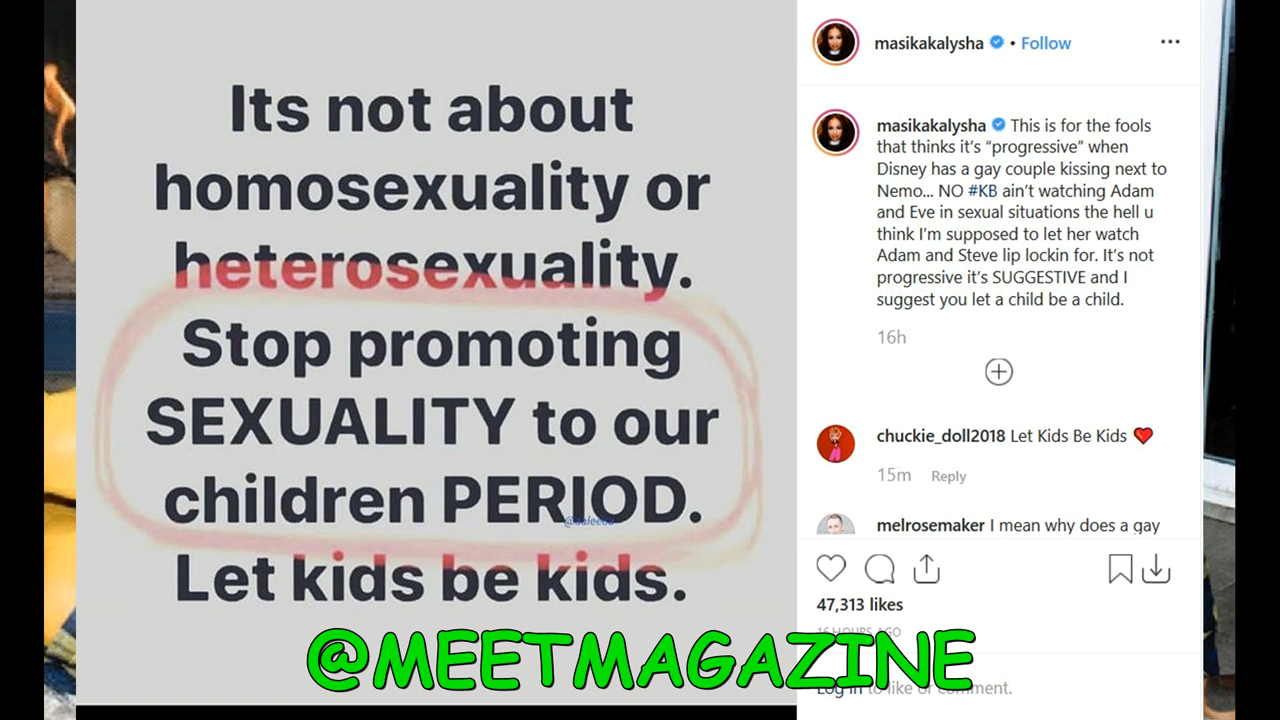 Its not about
homosexuality or
heterosexuality.
Stop promoting
SEXUALITY to our
children PERIOD.
Let kids be kids.
@MEETMAGAZINE
masikakalysha • Follow
masikakalysha This is for the fools
that thinks it’s “progressive” when
Disney has a gay couple kissing next to
Nemo... NO #KB ain’t watching Adam
and Eve in sexual situations the hell u
think I’m supposed to let her watch
Adam and Steve lip lockin for. It’s not
progressive it’s SUGGESTIVE and I
suggest you let a child be a child.
16h
chuckie_doll2018 Let Kids Be Kids ❤️
15m Reply
melrosemaker I mean why does a gay
47,313 likes
16 HOURS AGO
Log in to like or comment.